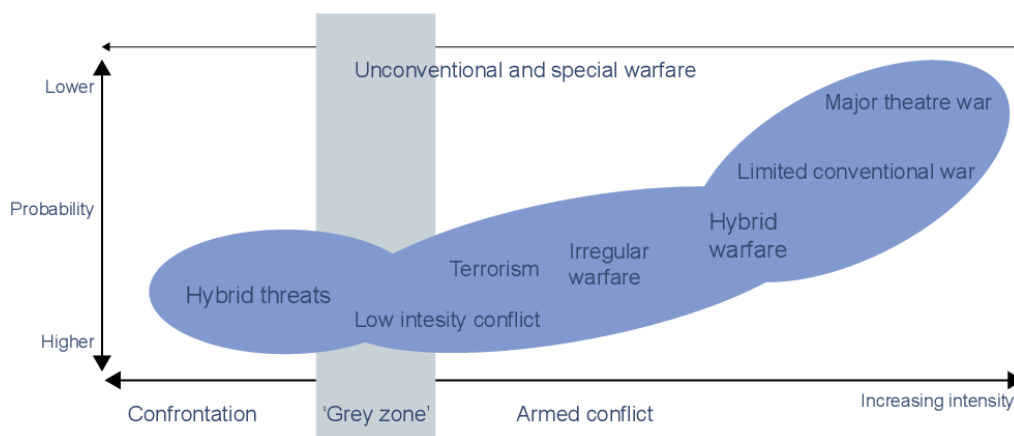 Unconventional and special warfare
Lower
Major theatre war
Limited conventional war
Probability
Hybrid
warfare
Irregular
warfare
Terrorism
Hybrid threats
Low intesity conflict
Higher
Increasing intensity
Confrontation
'Grey zone'
Armed conflict